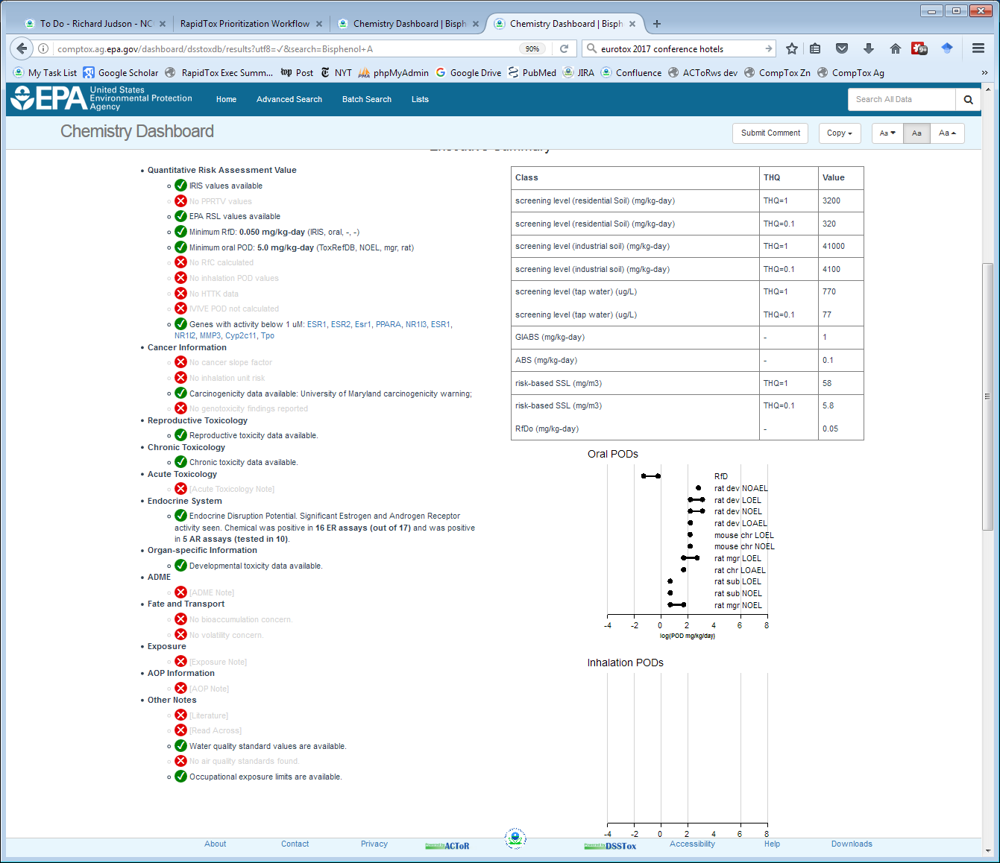 To Do - Richard Judson - NC
RapidTox Prioritization Workflow
Chemistry Dashboard | Bisph
Chemistry Dashboard | Bisph
comptox.ag.epa.gov/dashboard/dsstoxdb/results?utf8=✓&search=Bisphenol+A
90%
eurotox 2017 conference hotels
9+
My Task List
Google Scholar
RapidTox Exec Summ...
wp Post
NYT
phpMyAdmin
Google Drive
PubMed
JIRA
Confluence
ACToRws dev
CompTox Zn
CompTox Ag
EPA United States
Environmental Protection
Agency
Home
Advanced Search
Batch Search
Lists
Search All Data
Chemistry Dashboard
Submit Comment
Copy
Aa
Aa
Aa
Executive Summary
Quantitative Risk Assessment Value
IRIS values available
No PPRTV values
EPA RSL values available
Minimum RfD: 0.050 mg/kg-day (IRIS, oral, -, -)
Minimum oral POD: 5.0 mg/kg-day (ToxRefDB, NOEL, mgr, rat)
No RfC calculated
No inhalation POD values
No HTTK data
IVIVE POD not calculated
Genes with activity below 1 uM: ESR1, ESR2, Esr1, PPARA, NR1I3, ESR1,
NR1I2, MMP3, Cyp2c11, Tpo
Cancer Information
No cancer slope factor
No inhalation unit risk
Carcinogenicity data available: University of Maryland carcinogenicity warning;
No genotoxicity findings reported
Reproductive Toxicology
Reproductive toxicity data available.
Chronic Toxicology
Chronic toxicity data available.
Acute Toxicology
[Acute Toxicology Note]
Endocrine System
Endocrine Disruption Potential. Significant Estrogen and Androgen Receptor
activity seen. Chemical was positive in 16 ER assays (out of 17) and was positive
in 5 AR assays (tested in 10).
Organ-specific Information
Developmental toxicity data available.
ADME
[ADME Note]
Fate and Transport
No bioaccumulation concern.
No volatility concern.
Exposure
[Exposure Note]
AOP Information
[AOP Note]
Other Notes
[Literature]
[Read Across]
Water quality standard values are available.
No air quality standards found.
Occupational exposure limits are available.
Class THQ Value
screening level (residential Soil) (mg/kg-day) THQ=1 3200
screening level (residential Soil) (mg/kg-day) THQ=0.1 320
screening level (industrial soil) (mg/kg-day) THQ=1 41000
screening level (industrial soil) (mg/kg-day) THQ=0.1 4100
screening level (tap water) (ug/L) THQ=1 770
screening level (tap water) (ug/L) THQ=0.1 77
GIABS (mg/kg-day) - 1
ABS (mg/kg-day) - 0.1
risk-based SSL (mg/m3) THQ=1 58
risk-based SSL (mg/m3) THQ=0.1 5.8
RfDo (mg/kg-day) - 0.05
Oral PODs
RfD
rat dev NOAEL
rat dev LOEL
rat dev NOEL
rat dev LOAEL
mouse chr LOEL
mouse chr NOEL
rat mgr LOEL
rat chr LOAEL
rat sub LOEL
rat sub NOEL
rat mgr NOEL
-4 -2 0 2 4 6 8
log(POD mg/kg/day)
Inhalation PODs
-4 -2 0 2 4 6 8
About
Contact
Privacy
Powered by ACToR
Powered by DSSTox
Accessibility
Help
Downloads